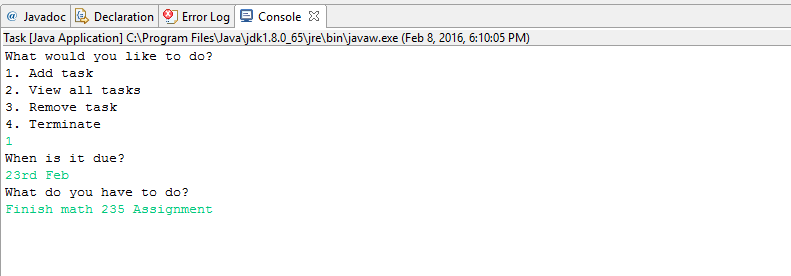 @ Javadoc Declaration Error Log Console
Task [Java Application] C:\Program Files\Java\jdk1.8.0_65\jre\bin\javaw.exe (Feb 8, 2016, 6:10:05 PM)
What would you like to do?
1. Add task
2. View all tasks
3. Remove task
4. Terminate
1
When is it due?
23rd Feb
What do you have to do?
Finish math 235 Assignment